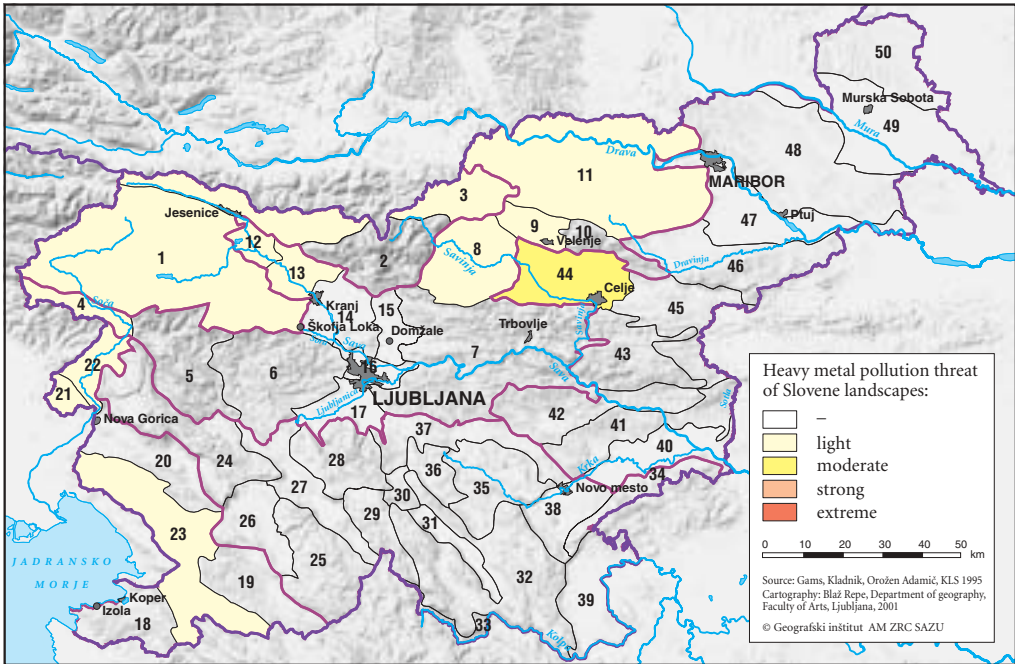 50
Murska Sobota
49
Mura
48
Drava
11
MARIBOR
3
47
Ptuj
Jesenice
9
10
Velenje
12
8
Savinja
2
Dravinja
46
1
13
44
Celje
4
Soča
Kranj
14
15
45
Škofja Loka
Domžale
Trbovlje
Savinja
Sava
7
22
5
6
16
43
Sava
21
LJUBLJANA
Ljubljanica
17
42
Sotla
Nova Gorica
37
41
40
20
24
28
36
Krka
34
27
35
Novo mesto
30
38
23
26
29
31
25
32
19
39
JADRANSKO
MORJE
Koper
Izola
18
33
Kolpa
Heavy metal pollution threat
of Slovene landscapes:
–
light
moderate
strong
extreme
0 10 20 30 40 50 km
Source: Gams, Kladnik, Orožen Adamič, KLS 1995
Cartography: Blaž Repe, Department of geography,
Faculty of Arts, Ljubljana, 2001
© Geografski inštitut AM ZRC SAZU